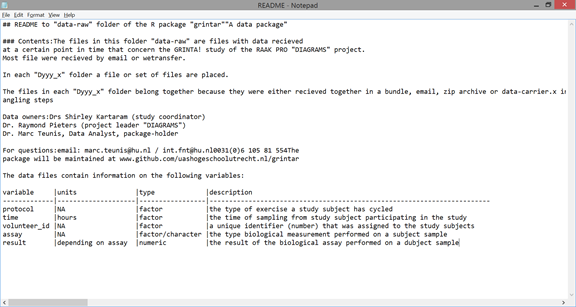 README - Notepad
File Edit Format View Help
## README to "data-raw" folder of the R package "grintar""A data package"
### Contents:The files in this folder "data-raw" are files with data recieved
at a certain point in time that concern the GRINTA! study of the RAAK PRO "DIAGRAMS" project.
Most file were recieved by email or wetransfer.
In each "Dyyy_x" folder a file or set of files are placed.
The files in each "Dyyy_x" folder belong together because they were either recieved together in a bundle, email, zip archive or data-carrier.x in
angling steps
Data owners:Drs Shirley Kartaram (study coordinator)
Dr. Raymond Pieters (project leader "DIAGRAMS")
Dr. Marc Teunis, Data Analyst, package-holder
For questions:email: marc.teunis@hu.nl / int.fnt@hu.nl0031(0)6 105 81 554The
package will be maintained at www.github.com/uashogeschoolutrecht.nl/grintar
The data files contain information on the following variables:
variable |units |type |description
-------------|--------------------|-----------------|---------------------------------------------------------------------------
protocol |NA |factor |the type of exercise a study subject has cycled
time |hours |factor |the time of sampling from study subject participating in the study
volunteer_id |NA |factor |a unique identifier (number) that was assigned to the study subjects
assay |NA |factor/character |the type biological measurement performed on a subject sample
result |depending on assay |numeric |the result of the biological assay performed on a dubject sample